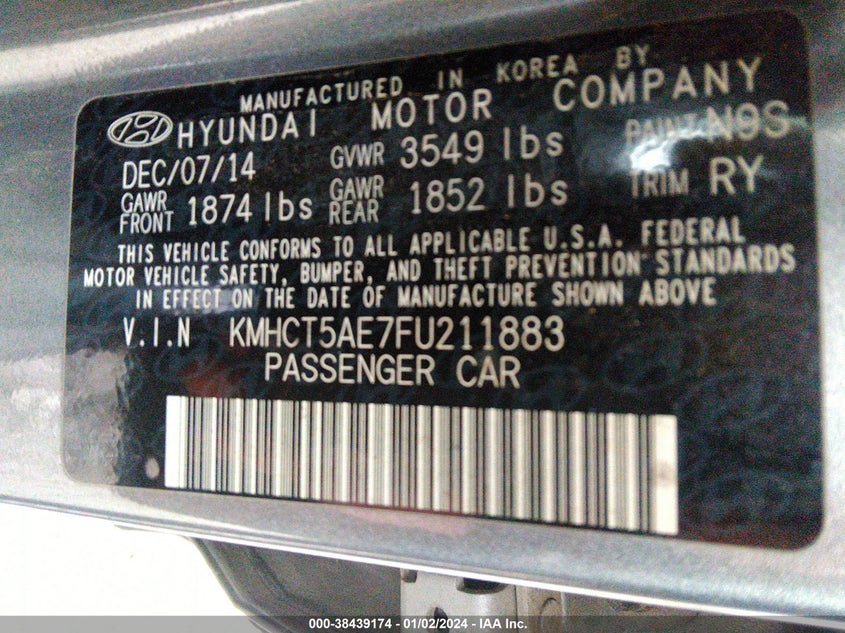 MANUFACTURED IN KOREA BY
HYUNDAI MOTOR COMPANY
DEC/07/14 GVWR 3549 lbs PAINT N9S
GAWR FRONT 1874 lbs GAWR REAR 1852 lbs TRIM RY
THIS VEHICLE CONFORMS TO ALL APPLICABLE U.S.A. FEDERAL
MOTOR VEHICLE SAFETY, BUMPER, AND THEFT PREVENTION STANDARDS
IN EFFECT ON THE DATE OF MANUFACTURE SHOWN ABOVE
V.I.N KMHCT5AE7FU211883
PASSENGER CAR
000-38439174 - 01/02/2024 - IAA Inc.